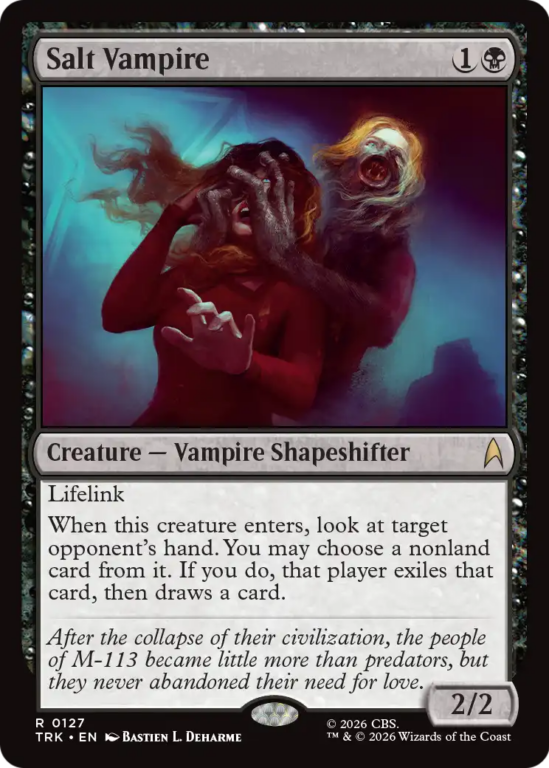 Salt Vampire 1
Creature — Vampire Shapeshifter
Lifelink
When this creature enters, look at target
opponent's hand. You may choose a nonland
card from it. If you do, that player exiles that
card, then draws a card.
After the collapse of their civilization, the people
of M-113 became little more than predators, but
they never abandoned their need for love.
2/2
R 0127
TRK • EN Bastien L. Deharme
© 2026 CBS.
™ & © 2026 Wizards of the Coast